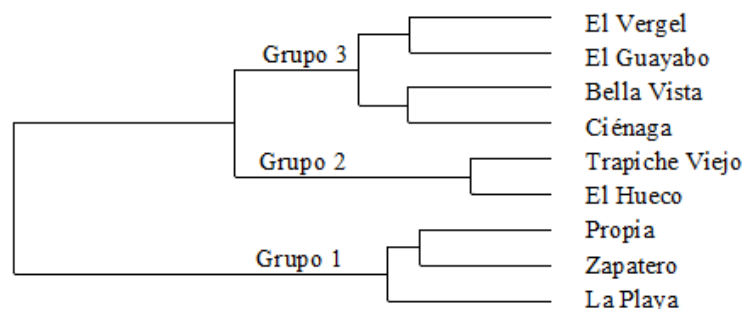 El Vergel
Grupo 3
El Guayabo
Bella Vista
Ciénaga
Grupo 2
Trapiche Viejo
El Hueco
Propia
Grupo 1
Zapatero
La Playa